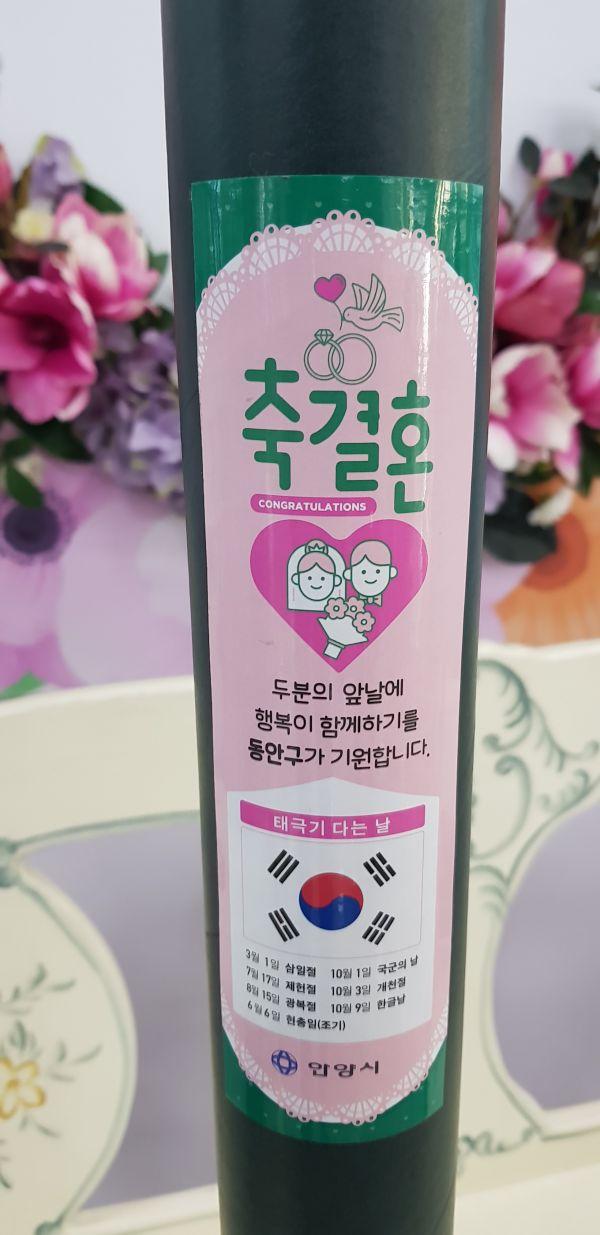 축결혼
CONGRATULATIONS
두분의 앞날에
행복이 함께하기를
동안구가 기원합니다.
태극기 다는 날
3월 1일 삼일절 10월 1일 국군의 날
7월 17일 제헌절 10월 3일 개천절
8월 15일 광복절 10월 9일 한글날
6월 6일 현충일(조기)
안양시